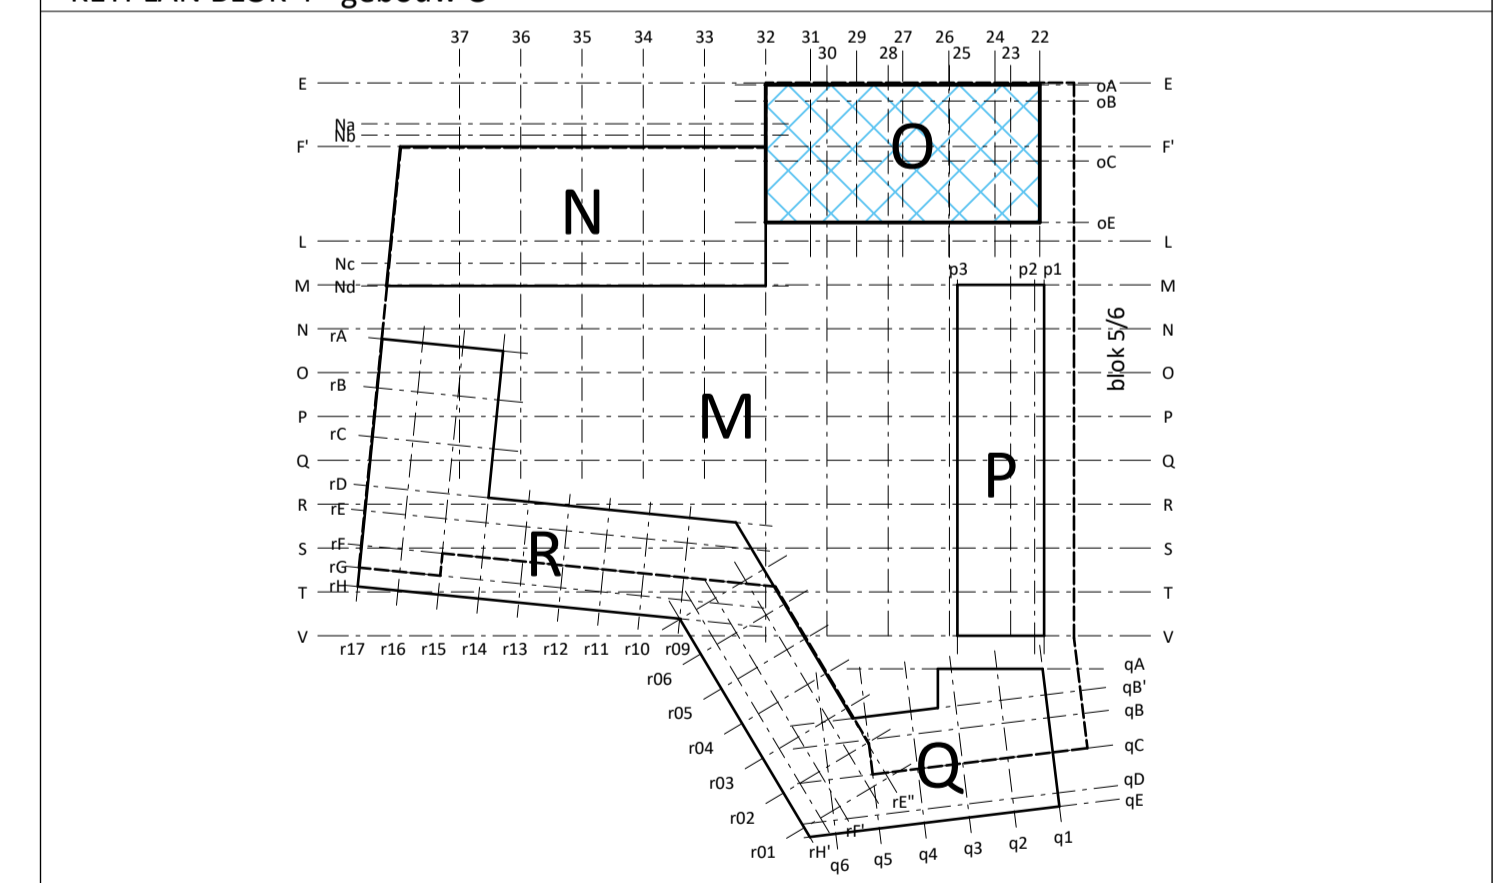 37 36 35 34 33 32 31 29 27 26 24 22
30 28 25 23
E oA E
oB
Na
Nb
F' O F'
oC
N
oE
L L
Nc
p3 p2 p1
M Nd M
N N
rA
blok 5/6
O O
rB
P M P
rC
Q Q
P
rD
R R
rE
S rF R S
rG
T rH T
V V
r17 r16 r15 r14 r13 r12 r11 r10 r09
qA
r06
qB'
r05 qB
r04 qC
Q
r03 qD
rE" qE
r02
rF'
r01 rH' q6 q5 q4 q3 q2 q1